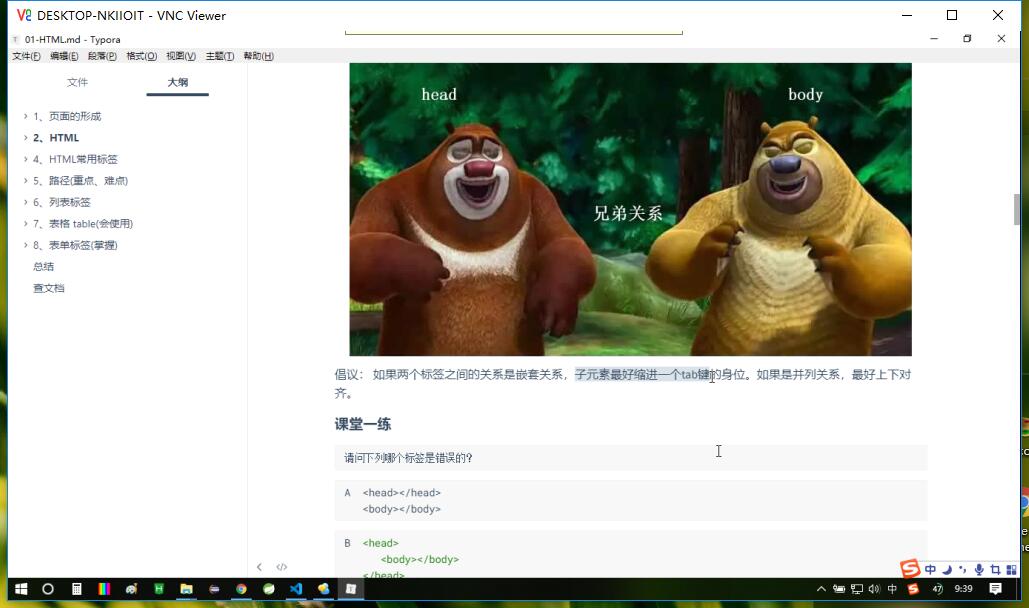 DESKTOP-NKIIOIT - VNC Viewer
01-HTML.md - Typora
文件(F) 编辑(E) 段落(P) 格式(O) 视图(V) 主题(T) 帮助(H)
文件 大纲
1、页面的形成
2、HTML
4、HTML常用标签
5、路径(重点、难点)
6、列表标签
7、表格 table(会使用)
8、表单标签(掌握)
总结
查文档
head body
兄弟关系
倡议： 如果两个标签之间的关系是嵌套关系，子元素最好缩进一个tab键的身位。如果是并列关系，最好上下对
齐。
课堂一练
请问下列哪个标签是错误的？
A <head></head>
<body></body>
B <head>
<body></body>
</head>
中
中 47 9:39